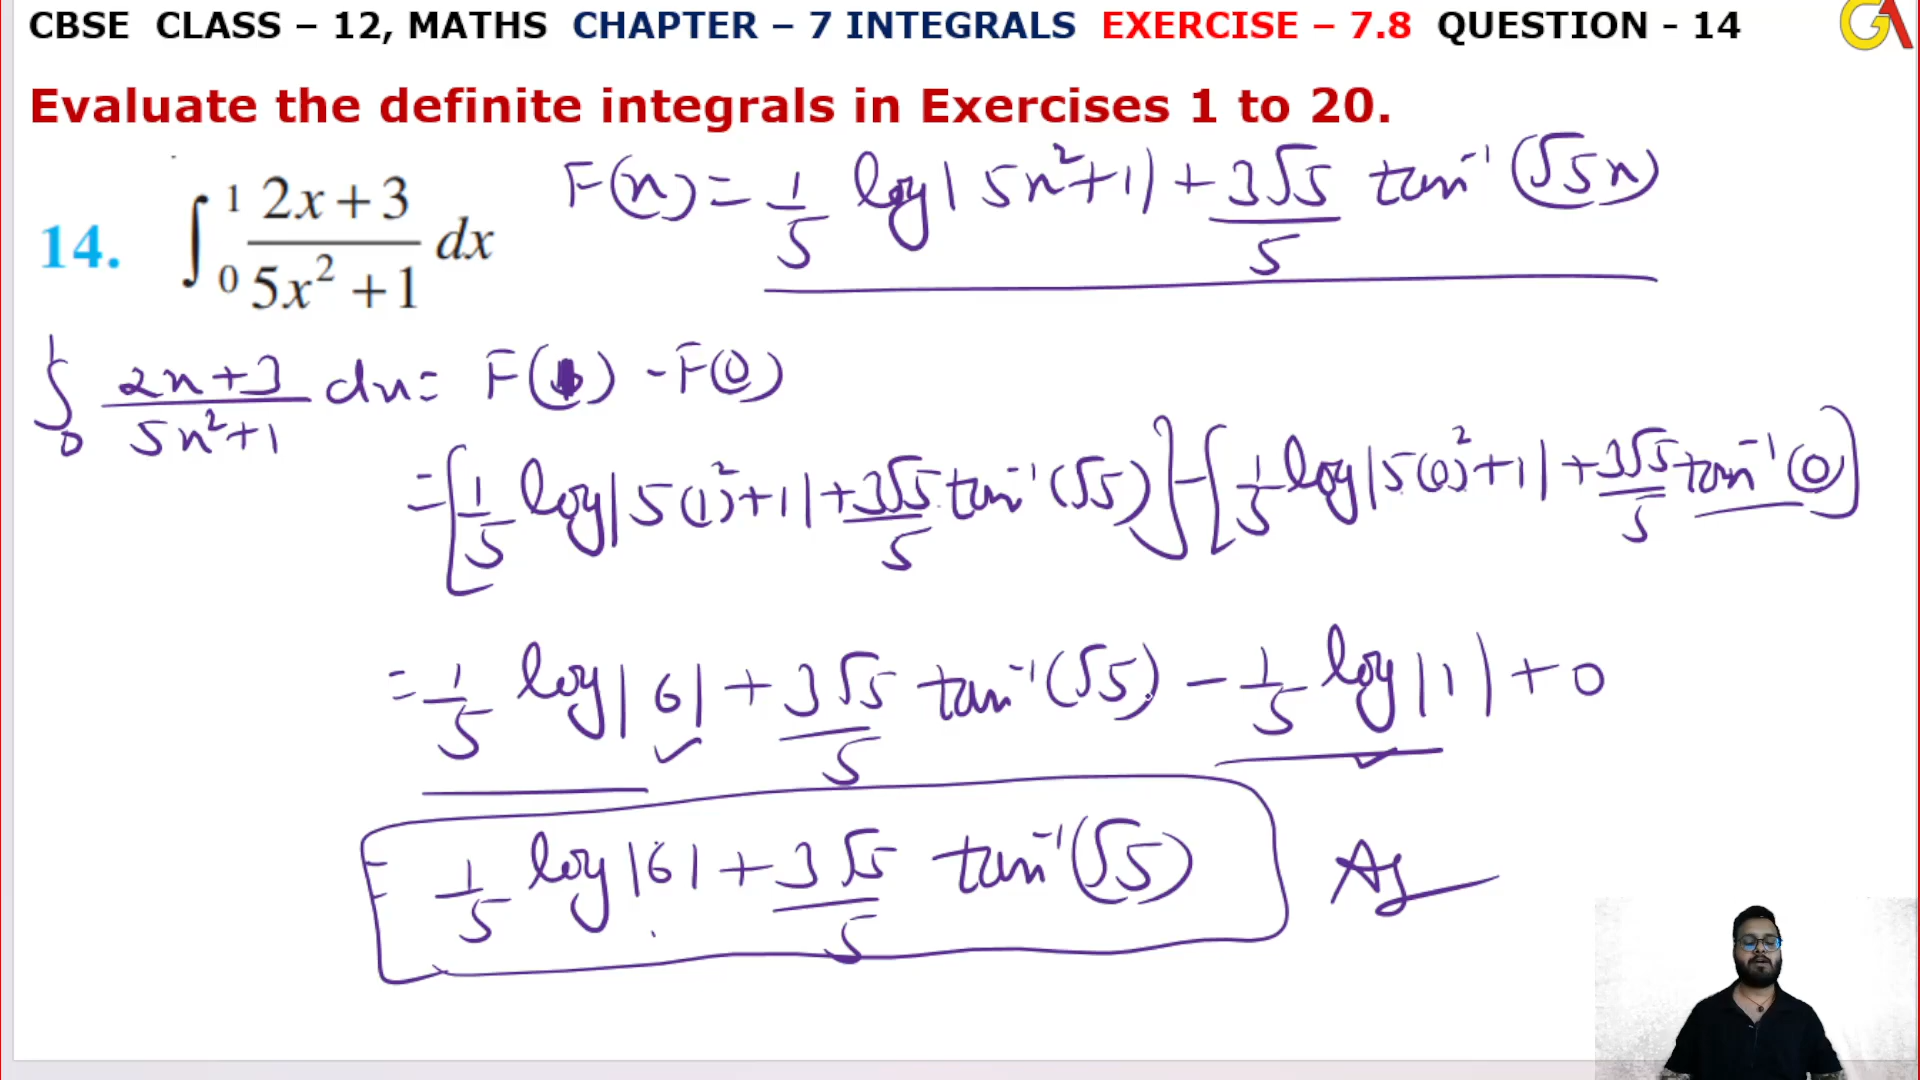 CBSE CLASS – 12, MATHS CHAPTER – 7 INTEGRALS EXERCISE – 7.8 QUESTION - 14
GA
Evaluate the definite integrals in Exercises 1 to 20.
14. ∫₀¹ (2x+3)/(5x²+1) dx
F(x) = 1/5 log|5x²+1| + 3√5/5 tan⁻¹(√5x)
∫₀¹ (2x+3)/(5x²+1) dx = F(1) - F(0)
= [1/5 log|5(1)²+1| + 3√5/5 tan⁻¹(√5)] - [1/5 log|5(0)²+1| + 3√5/5 tan⁻¹(0)]
= 1/5 log|6| + 3√5/5 tan⁻¹(√5) - 1/5 log|1| + 0
= 1/5 log|6| + 3√5/5 tan⁻¹(√5)